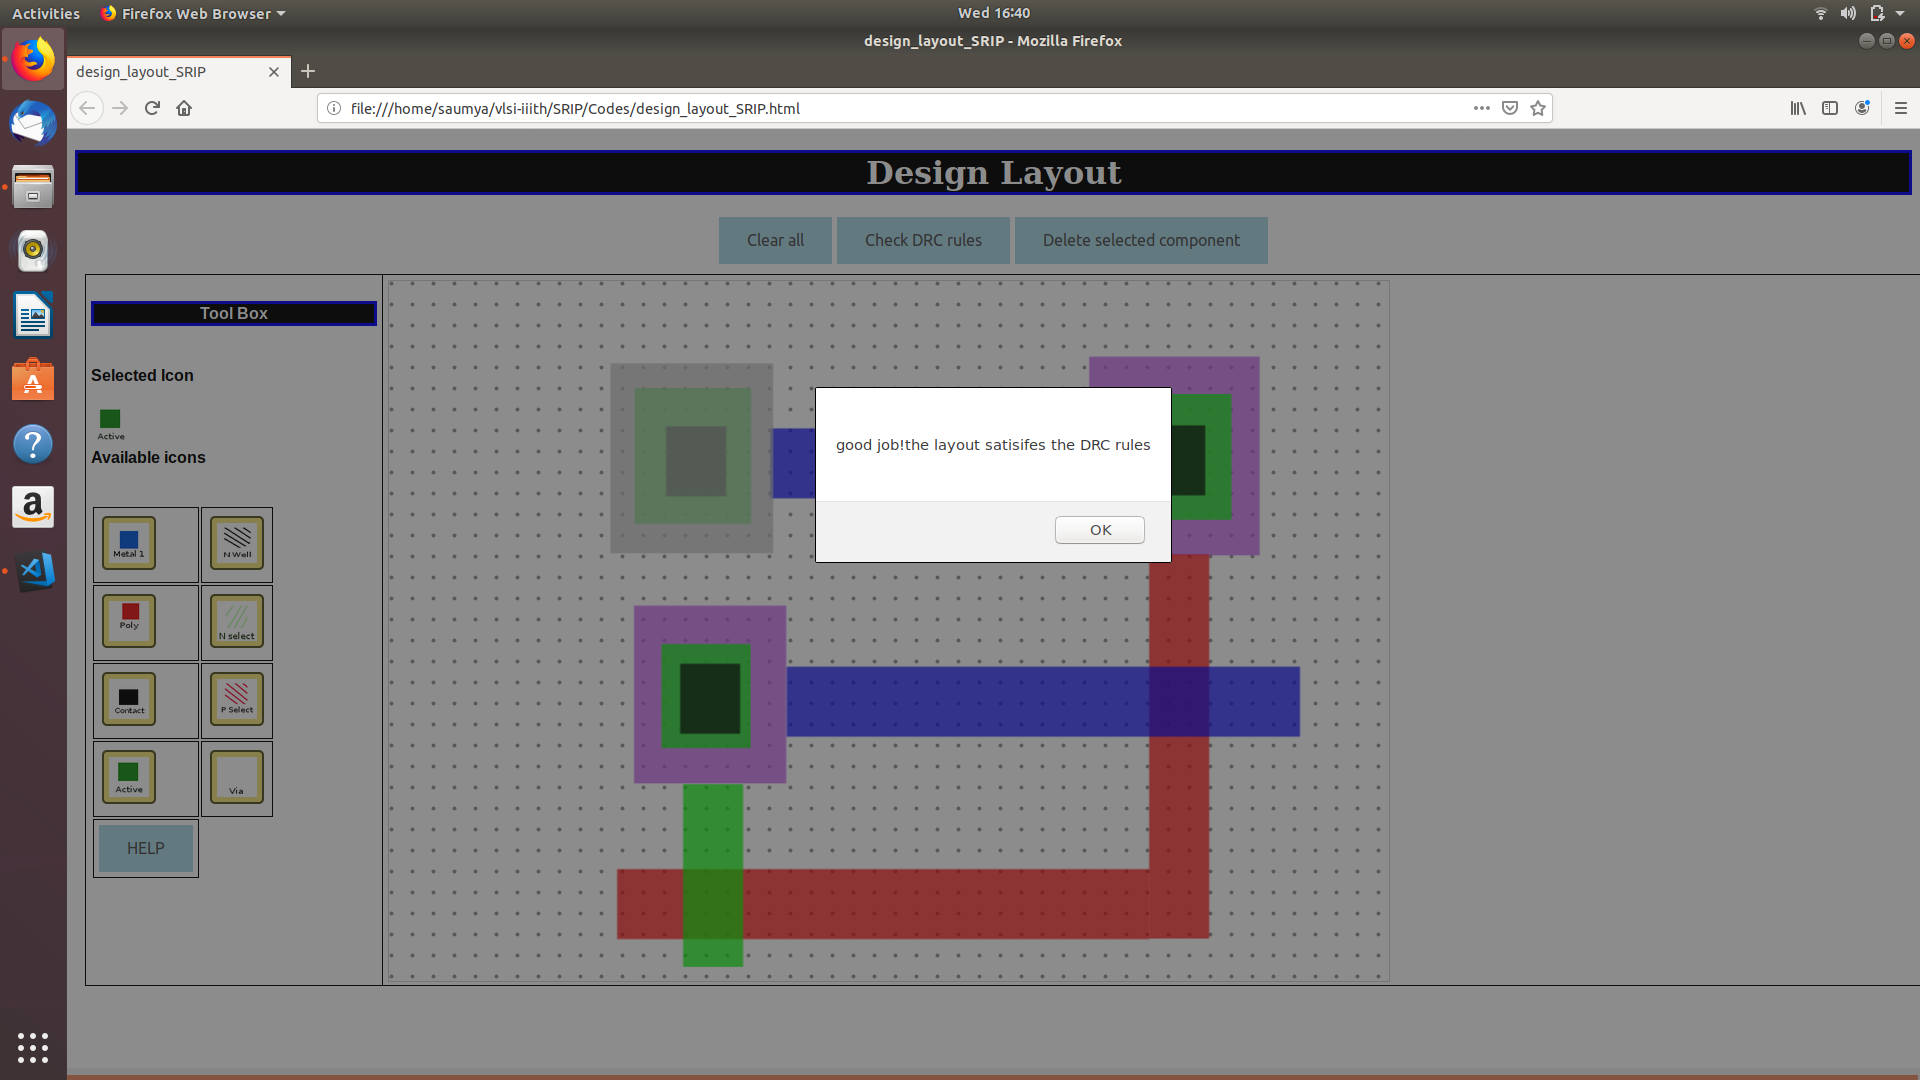 Activities Firefox Web Browser Wed 16:40
design_layout_SRIP - Mozilla Firefox
design_layout_SRIP
file:///home/saumya/vlsi-iiith/SRIP/Codes/design_layout_SRIP.html
Design Layout
Clear all Check DRC rules Delete selected component
Tool Box
Selected Icon
Active
Available icons
Metal 1 N Well
Poly N select
Contact P Select
Active Via
HELP
good job!the layout satisifes the DRC rules
OK